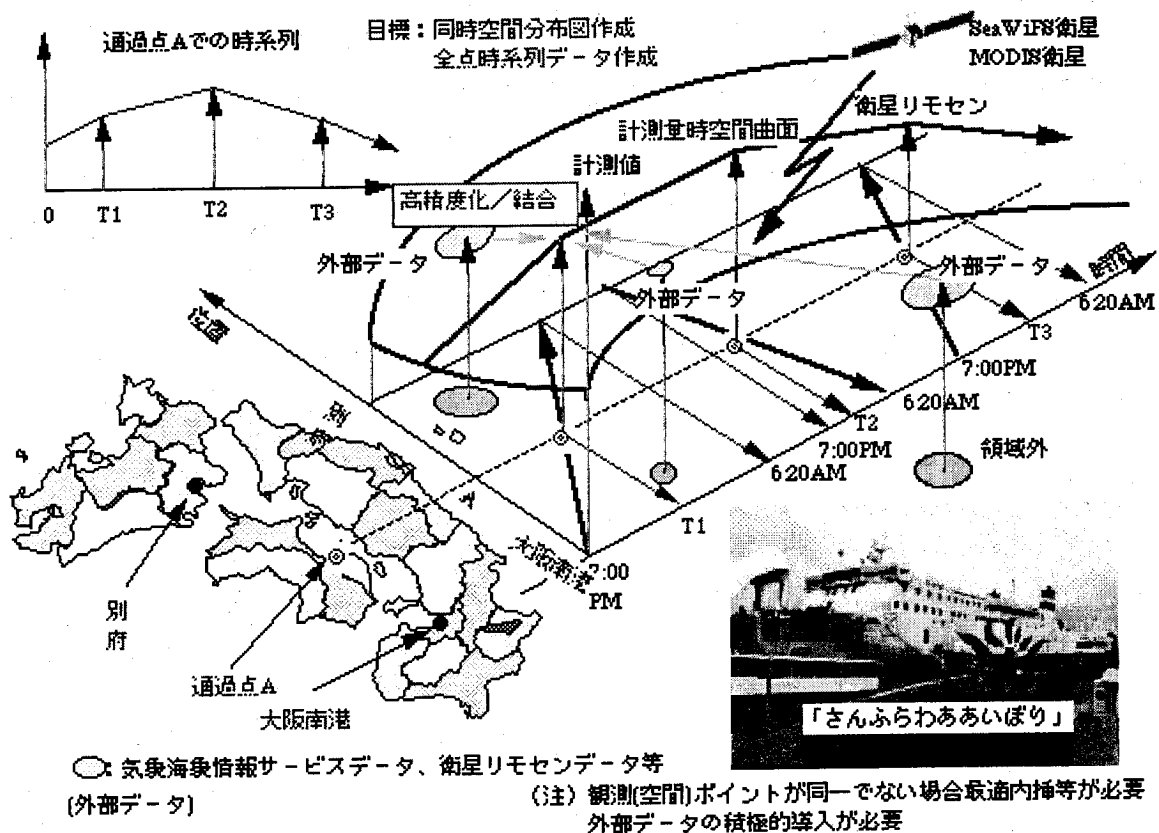 通過点Aでの時系列
目標：同時空間分布図作成
全点時系列データ作成
SeaWiFS衛星
MODIS衛星
衛星リモセン
計測量時空間曲面
計測値
高精度化／結合
外部データ
外部データ
外部データ
時間
0
T1
T2
T3
位置
別府
大阪南港
7:00
PM
T1
6:20AM
7:00PM
T2
6:20AM
7:00PM
T3
6:20AM
領域外
別
府
通過点A
大阪南港
「さんふらわああいぼり」
: 気象海象情報サービスデータ、衛星リモセンデータ等
(外部データ)
（注）観測(空間)ポイントが同一でない場合最適内挿等が必要
外部データの積極的導入が必要